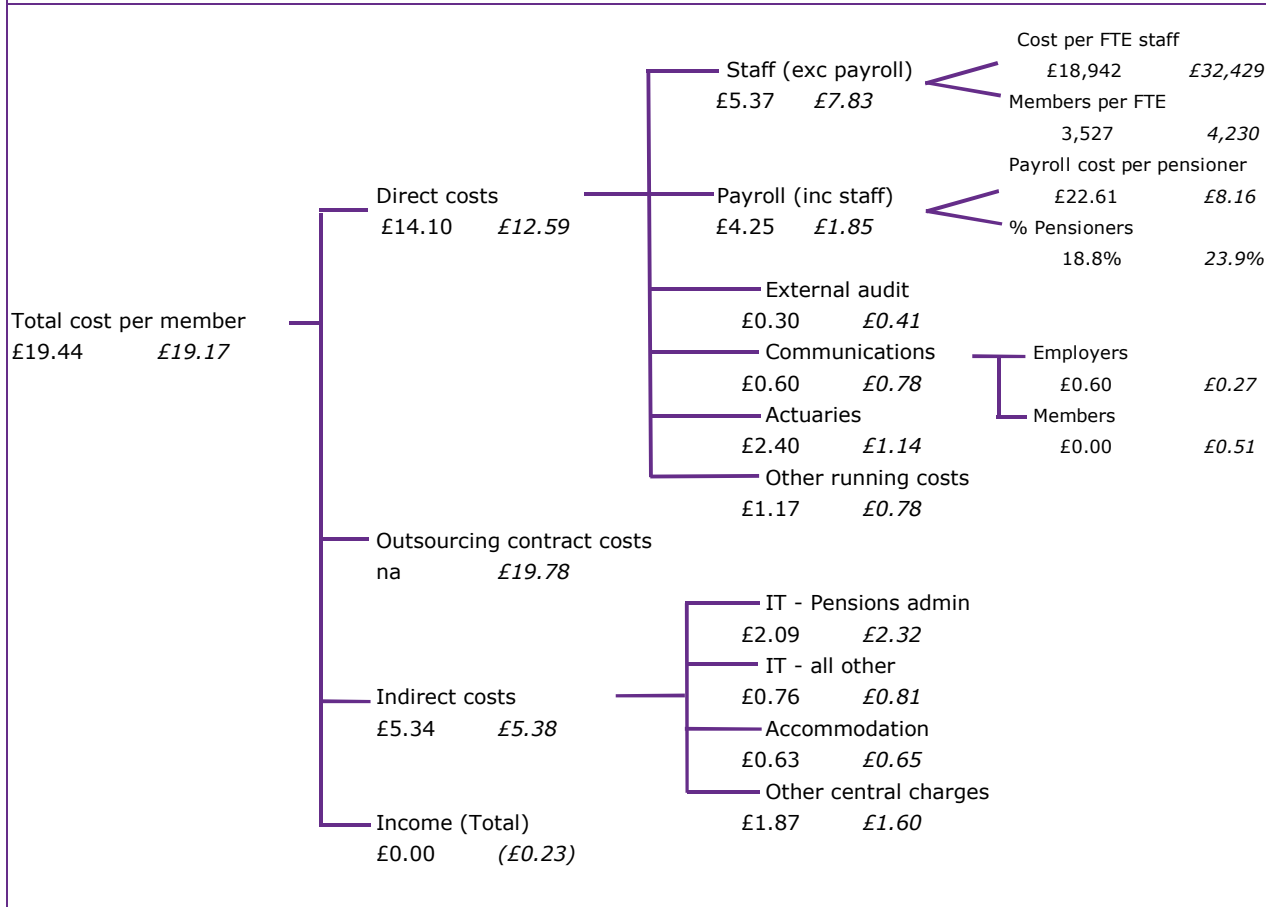 Cost per FTE staff
£18,942 £32,429
Members per FTE
3,527 4,230
Staff (exc payroll)
£5.37 £7.83
Payroll cost per pensioner
£22.61 £8.16
% Pensioners
18.8% 23.9%
Direct costs
£14.10 £12.59
Payroll (inc staff)
£4.25 £1.85
External audit
£0.30 £0.41
Total cost per member
£19.44 £19.17
Communications
£0.60 £0.78
Employers
£0.60 £0.27
Members
£0.00 £0.51
Actuaries
£2.40 £1.14
Other running costs
£1.17 £0.78
Outsourcing contract costs
na £19.78
IT - Pensions admin
£2.09 £2.32
IT - all other
£0.76 £0.81
Indirect costs
£5.34 £5.38
Accommodation
£0.63 £0.65
Other central charges
£1.87 £1.60
Income (Total)
£0.00 (£0.23)